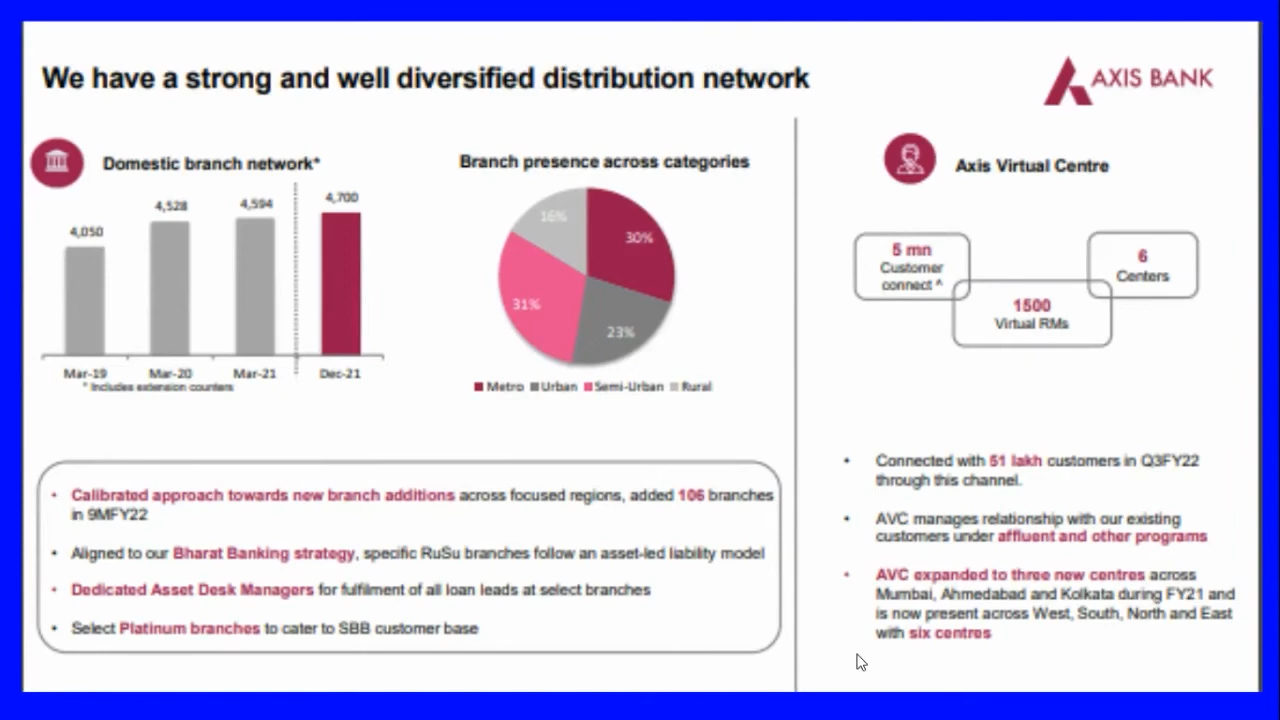 We have a strong and well diversified distribution network
AXIS BANK
Domestic branch network*
4,050
4,528
4,594
4,700
Mar-19
Mar-20
Mar-21
Dec-21
* Includes extension counters
Branch presence across categories
16%
30%
31%
23%
Metro
Urban
Semi-Urban
Rural
Axis Virtual Centre
5 mn
Customer
connect ^
6
Centers
1500
Virtual RMs
• Calibrated approach towards new branch additions across focused regions, added 106 branches
in 9MFY22
• Aligned to our Bharat Banking strategy, specific RuSu branches follow an asset-led liability model
• Dedicated Asset Desk Managers for fulfilment of all loan leads at select branches
• Select Platinum branches to cater to SBB customer base
• Connected with 51 lakh customers in Q3FY22
through this channel.
• AVC manages relationship with our existing
customers under affluent and other programs
• AVC expanded to three new centres across
Mumbai, Ahmedabad and Kolkata during FY21 and
is now present across West, South, North and East
with six centres